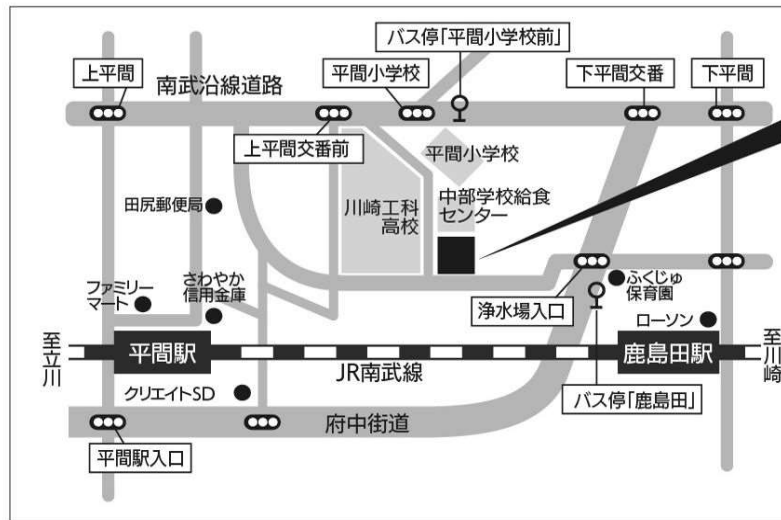 バス停「平間小学校前」
上平間
南武沿線道路
平間小学校
下平間交番
下平間
上平間交番前
平間小学校
田尻郵便局
川崎工科
高校
中部学校給食
センター
ファミリー
マート
さわやか
信用金庫
浄水場入口
ふくじゅ
保育園
ローソン
至立川
平間駅
JR南武線
鹿島田駅
至川崎
クリエイトSD
バス停「鹿島田」
府中街道
平間駅入口